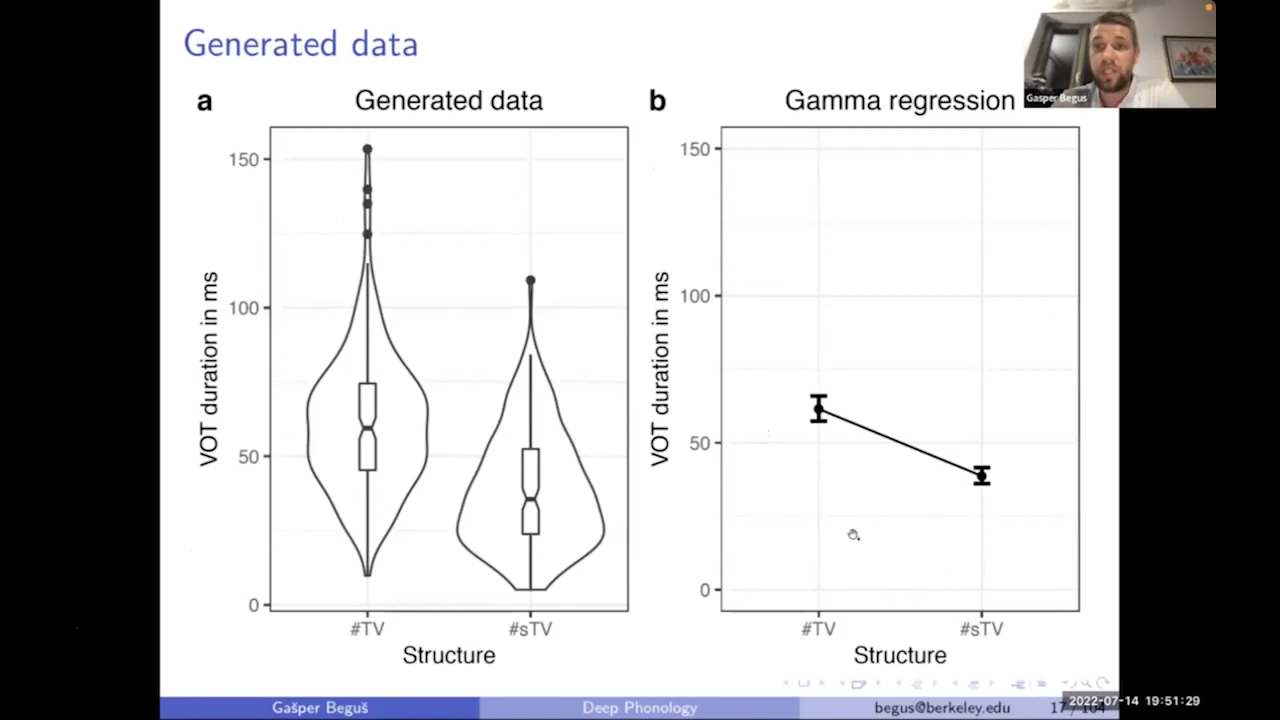 Generated data
Gasper Begus
a Generated data
150
100
50
0
VOT duration in ms
#TV #sTV
Structure
b Gamma regression
150
100
50
0
VOT duration in ms
#TV #sTV
Structure
Gašper Beguš Deep Phonology begus@berkeley.edu 17 / 104
2022-07-14 19:51:29